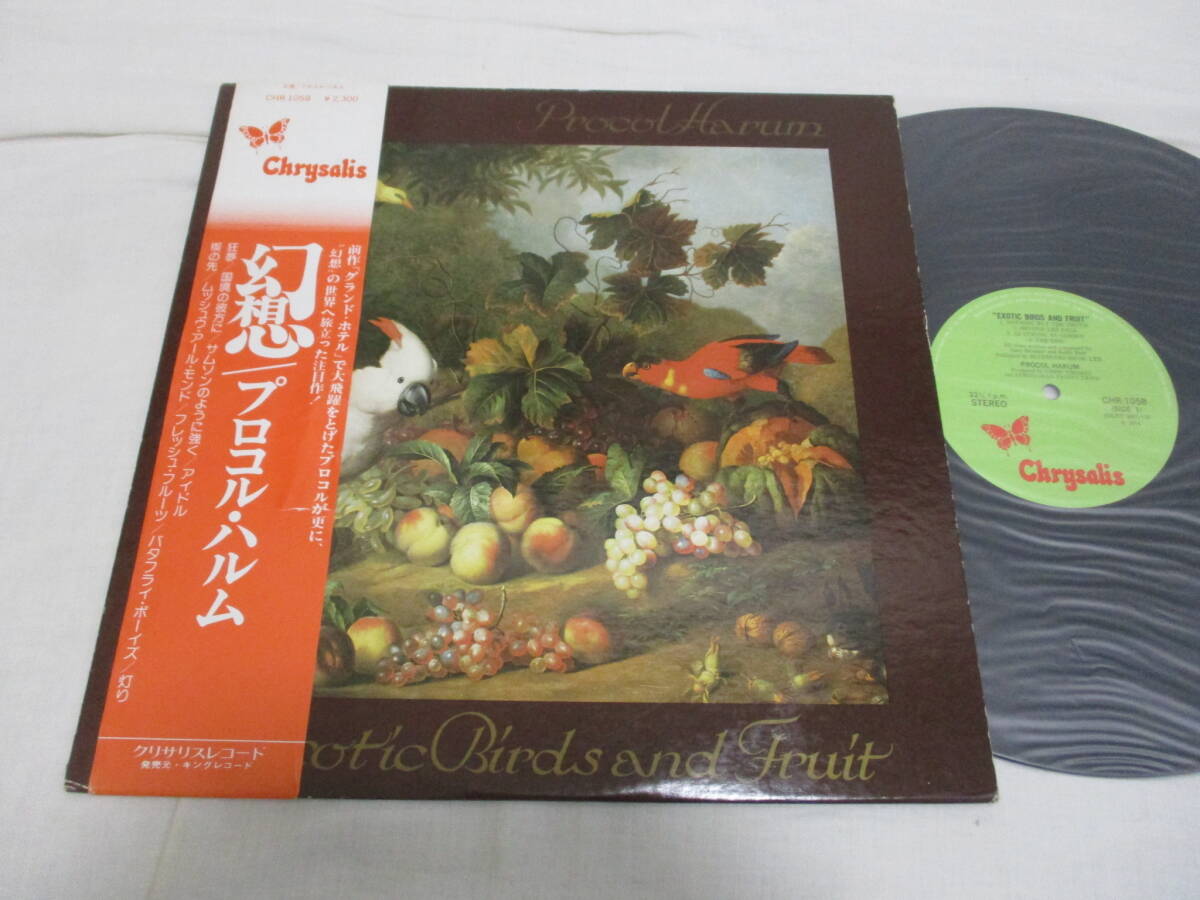 CHR 1058 ¥2,300
Chrysalis
前作「グランド・ホテル」で大飛躍をとげたプロコルが更に、
"幻想"の世界へ旅立った注目作!
幻想/プロコル・ハルム
狂夢/国境の彼方に/サムソンのように強く/アイドル
楔の先/ムッシュウ・アール・モンド/フレッシュ・フルーツ/バタフライ・ボーイズ/灯り
クリサリスレコード
発売元・キングレコード
Procol Harum
otic Birds and Fruit
"EXOTIC BIRDS AND FRUIT"
PROCOL HARUM
33⅓ r.p.m.
STEREO
CHR 1058
(SIDE 1)
Chrysalis